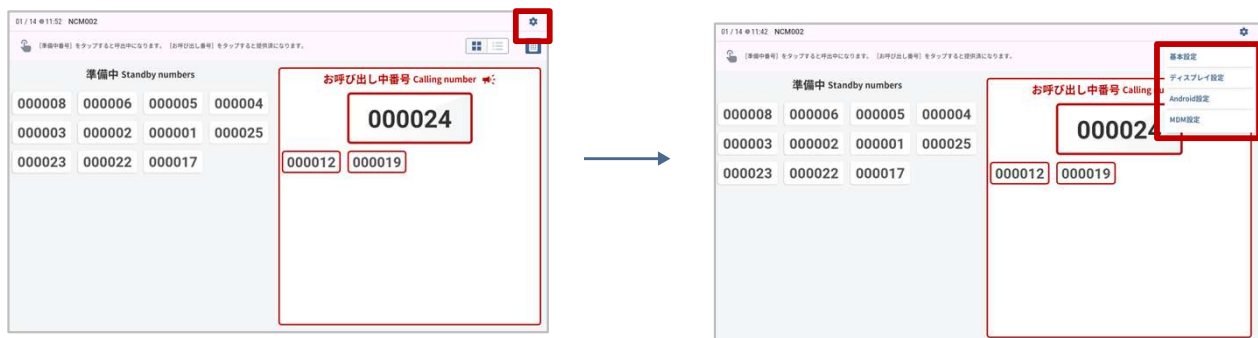 01 / 14 ⊕ 11:52 NCM002
[準備中番号] をタップすると呼出中になります。 [お呼び出し番号] をタップすると提供済になります。
準備中 Standby numbers
000008 000006 000005 000004
000003 000002 000001 000025
000023 000022 000017
お呼び出し中番号 Calling number
000024
000012 000019
01 / 14 ⊕ 11:42 NCM002
[準備中番号] をタップすると呼出中になります。 [お呼び出し番号] をタップすると提供済になります。
準備中 Standby numbers
000008 000006 000005 000004
000003 000002 000001 000025
000023 000022 000017
お呼び出し中番号 Calling
000024
000012 000019
基本設定
ディスプレイ設定
Android設定
MDM設定